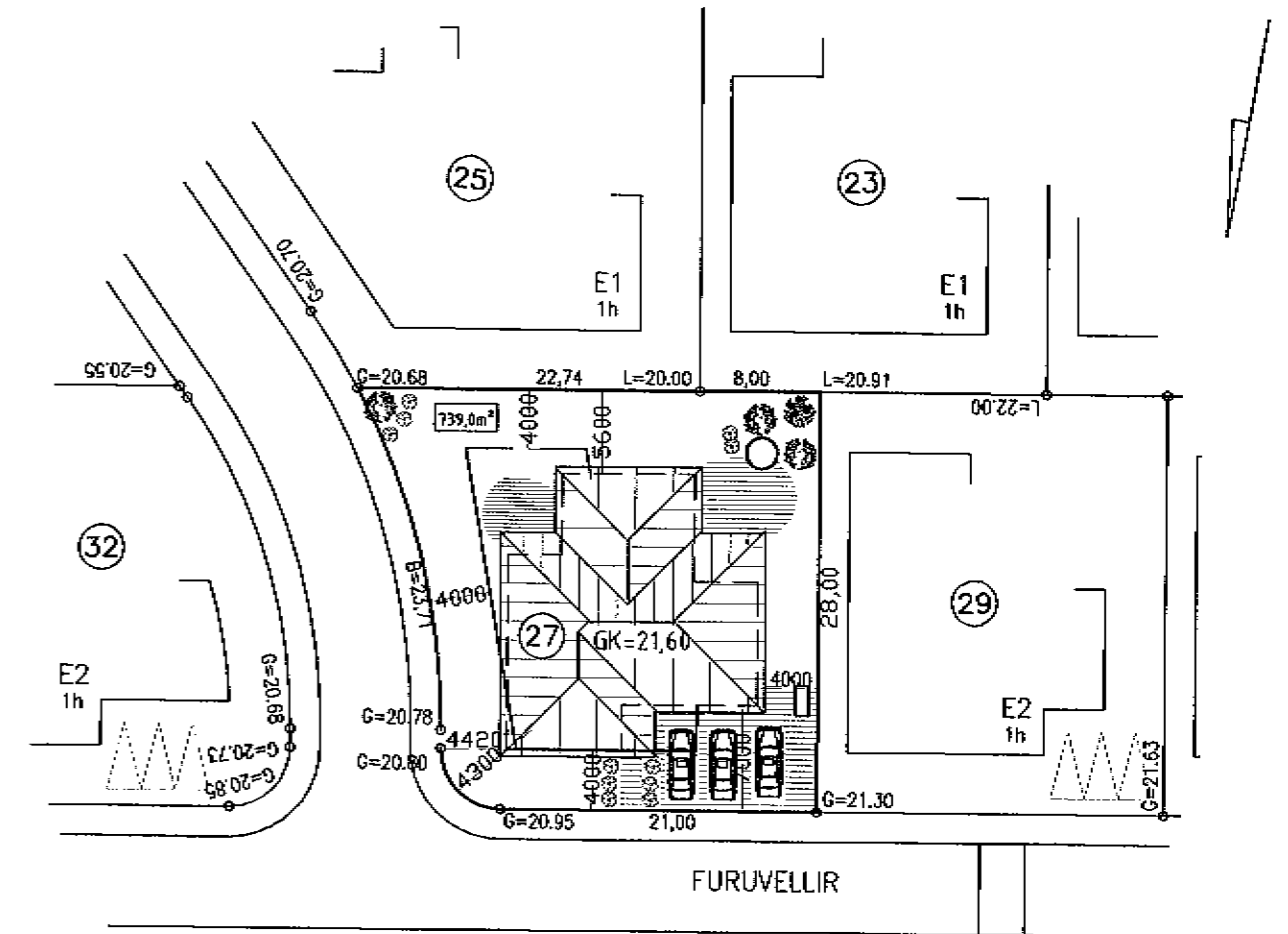 25
23
G=20.70
E1
1h
E1
1h
G=20.55
G=20.68
22,74
L=20.00
8,00
L=20.91
L=22.00
739,0m²
4000
5600
32
B=23.71
4000
27
GK=21,60
28,00
29
4000
E2
1h
G=20.68
G=20.73
G=20.85
G=20.78
4420
G=20.80
4300
4000
E2
1h
G=21.63
G=20.95
21,00
G=21.30
FURUVELLIR